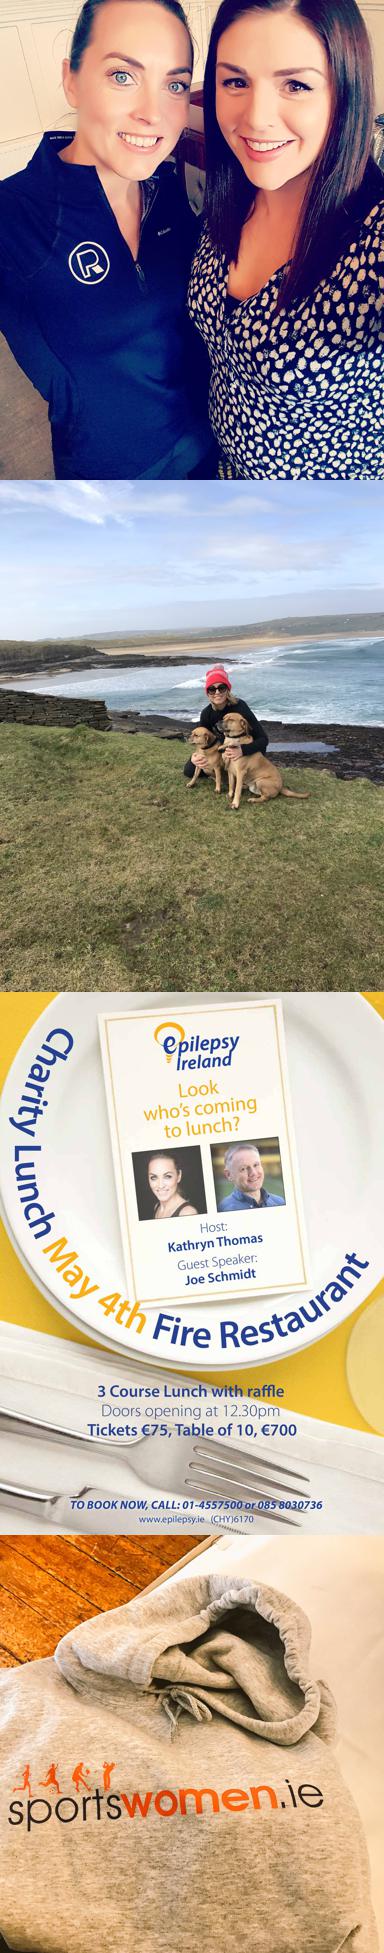 Columbia
epilepsy
Ireland
Look
who's coming
to lunch?
Host:
Kathryn Thomas
Guest Speaker:
Joe Schmidt
Charity Lunch May 4th Fire Restaurant
3 Course Lunch with raffle
Doors opening at 12.30pm
Tickets €75, Table of 10, €700
TO BOOK NOW, CALL: 01-4557500 or 085 8030736
www.epilepsy.ie (CHY)6170
sportswomen.ie